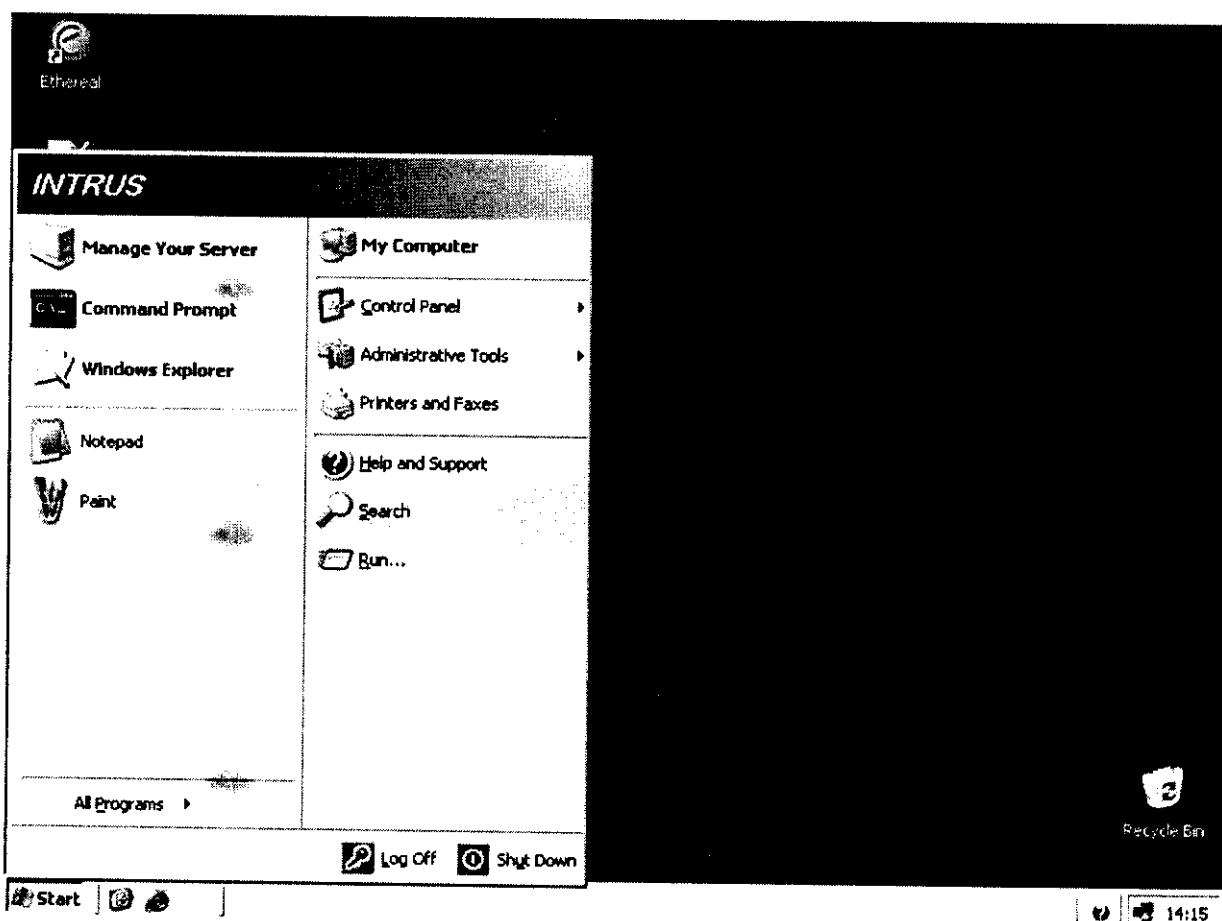 Ethereal
INTRUS
Manage Your Server
My Computer
Command Prompt
Control Panel
Windows Explorer
Administrative Tools
Printers and Faxes
Notepad
Help and Support
Paint
Search
Run...
All Programs
Recycle Bin
Log Off
Shut Down
Start
14:15